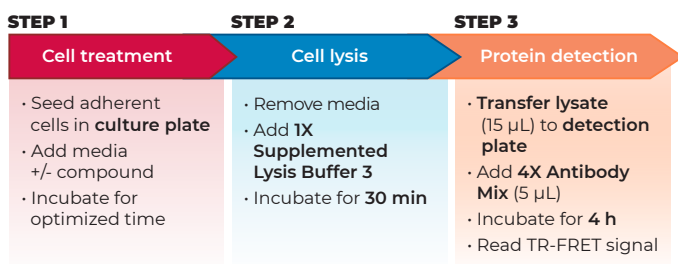 STEP 1
Cell treatment
· Seed adherent
cells in culture plate
· Add media
+/- compound
· Incubate for
optimized time
STEP 2
Cell lysis
· Remove media
· Add 1X
Supplemented
Lysis Buffer 3
· Incubate for 30 min
STEP 3
Protein detection
· Transfer lysate
(15 µL) to detection
plate
· Add 4X Antibody
Mix (5 µL)
· Incubate for 4 h
· Read TR-FRET signal